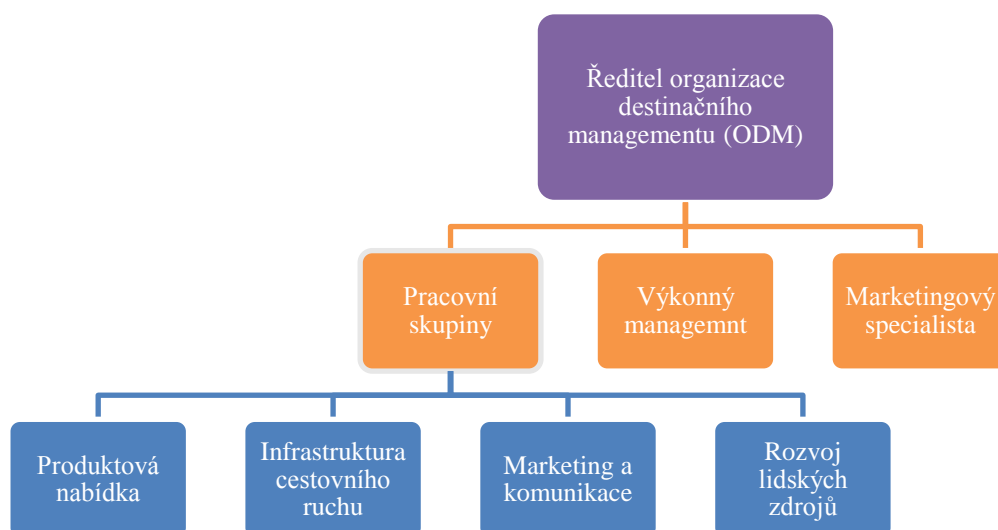 Ředitel organizace
destinačního
managementu (ODM)
Pracovní
skupiny
Výkonný
managemnt
Marketingový
specialista
Produktová
nabídka
Infrastruktura
cestovního
ruchu
Marketing a
komunikace
Rozvoj
lidských
zdrojů